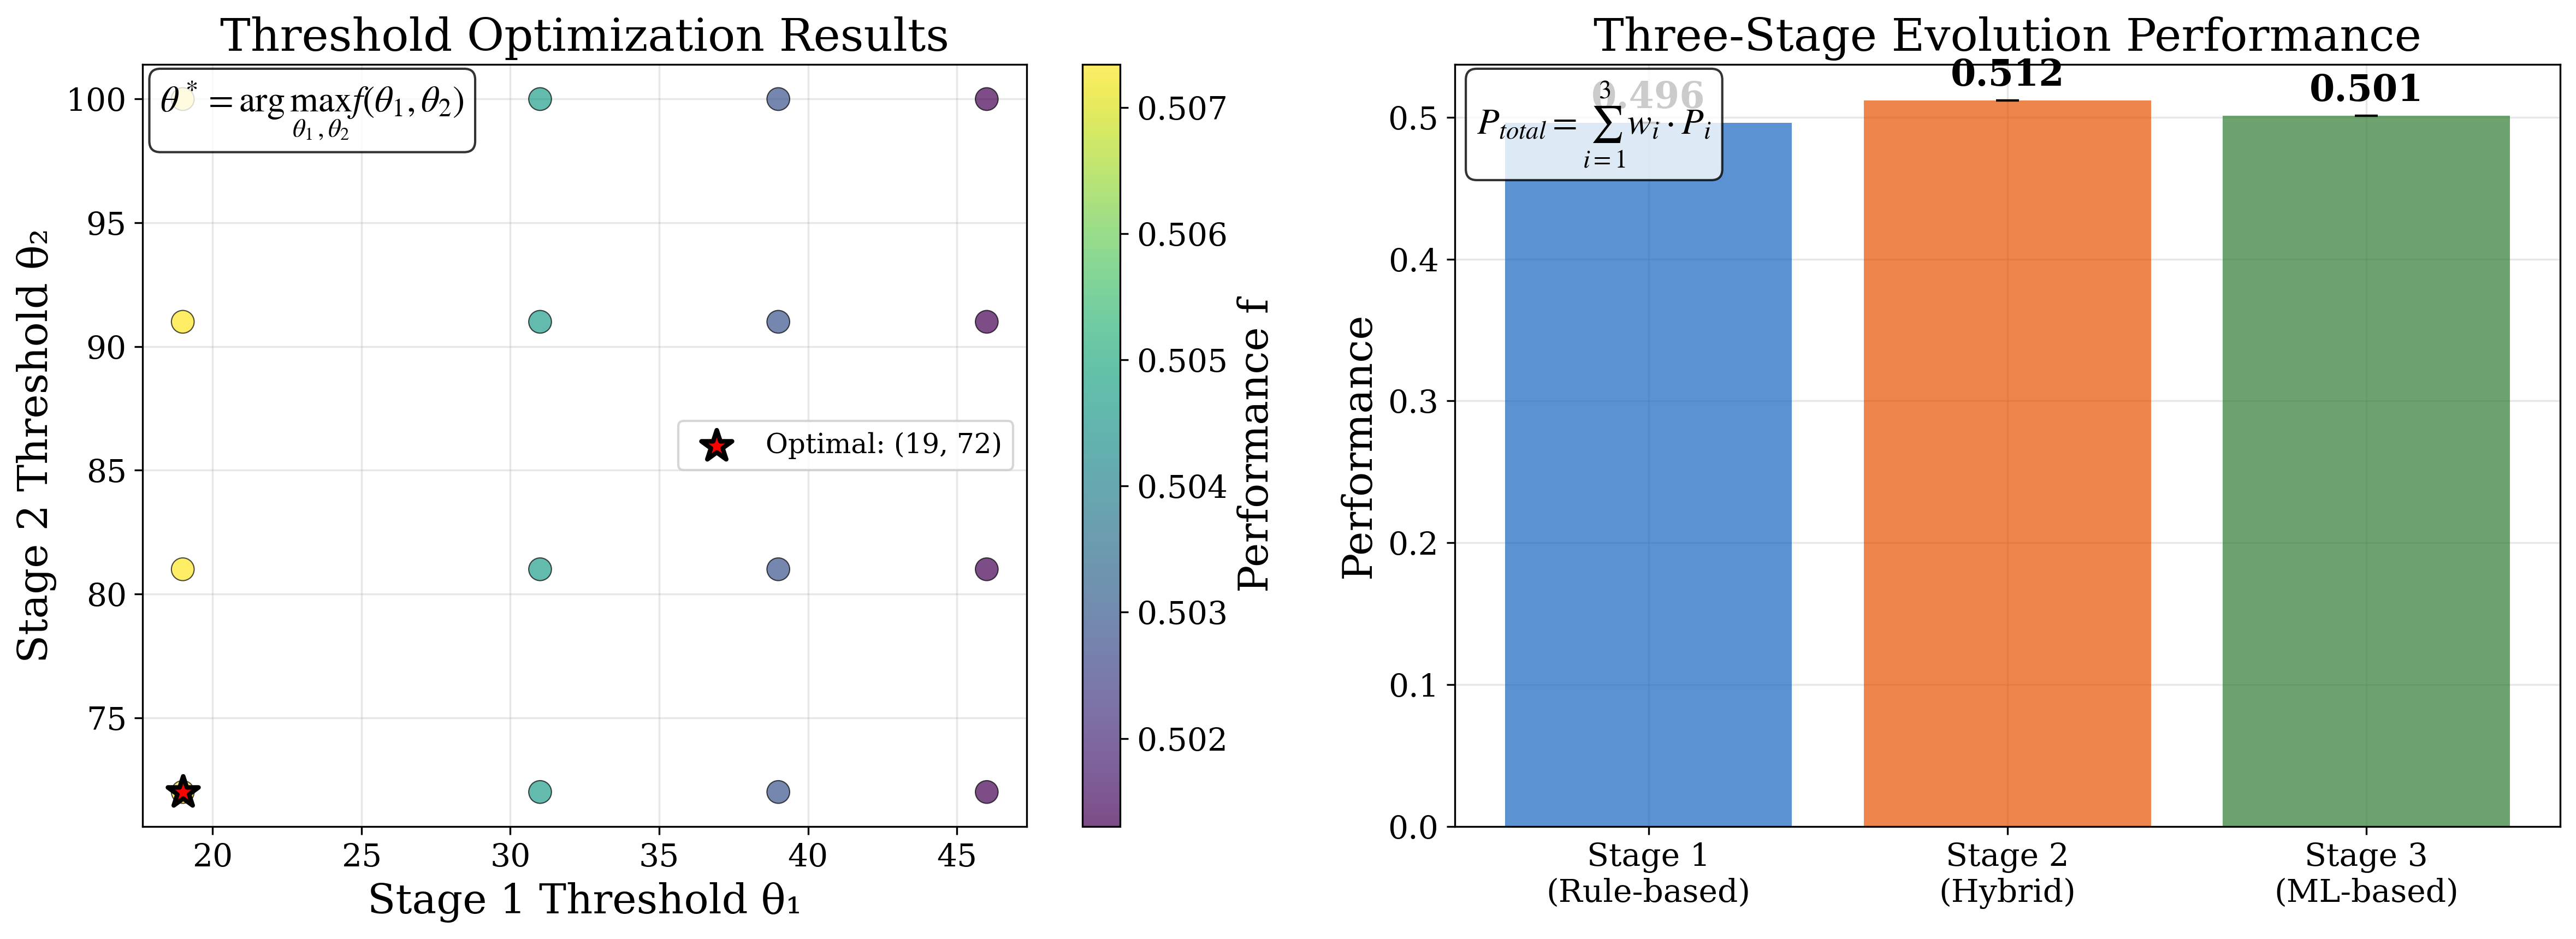 Threshold Optimization Results
θ* = arg max f(θ₁, θ₂)
θ₁, θ₂
100
95
90
85
80
75
Stage 2 Threshold θ₂
Optimal: (19, 72)
20 25 30 35 40 45
Stage 1 Threshold θ₁
0.507
0.506
0.505
0.504
0.503
0.502
Performance f
Three-Stage Evolution Performance
0.496
0.512
0.501
P_total = ∑_{i=1}^{3} w_i · P_i
0.5
0.4
0.3
0.2
0.1
0.0
Performance
Stage 1 Stage 2 Stage 3
(Rule-based) (Hybrid) (ML-based)